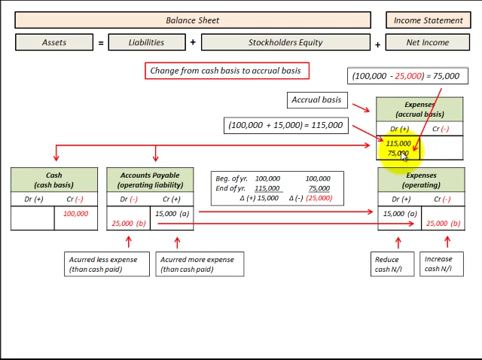 Balance Sheet
Income Statement
Assets
=
Liabilities
+
Stockholders Equity
+
Net Income
Change from cash basis to accrual basis
(100,000 - 25,000) = 75,000
Accrual basis
(100,000 + 15,000) = 115,000
Expenses
(accrual basis)
Dr (+) Cr (-)
115,000
75,000
Cash
(cash basis)
Dr (+) Cr (-)
100,000
Accounts Payable
(operating liability)
Dr (-) Cr (+)
15,000 (a)
25,000 (b)
Beg. of yr. 100,000 100,000
End of yr. 115,000 75,000
Δ (+) 15,000 Δ (-) (25,000)
Expenses
(operating)
Dr (+) Cr (-)
15,000 (a)
25,000 (b)
Acurred less expense
(than cash paid)
Acurred more expense
(than cash paid)
Reduce
cash N/I
Increase
cash N/I